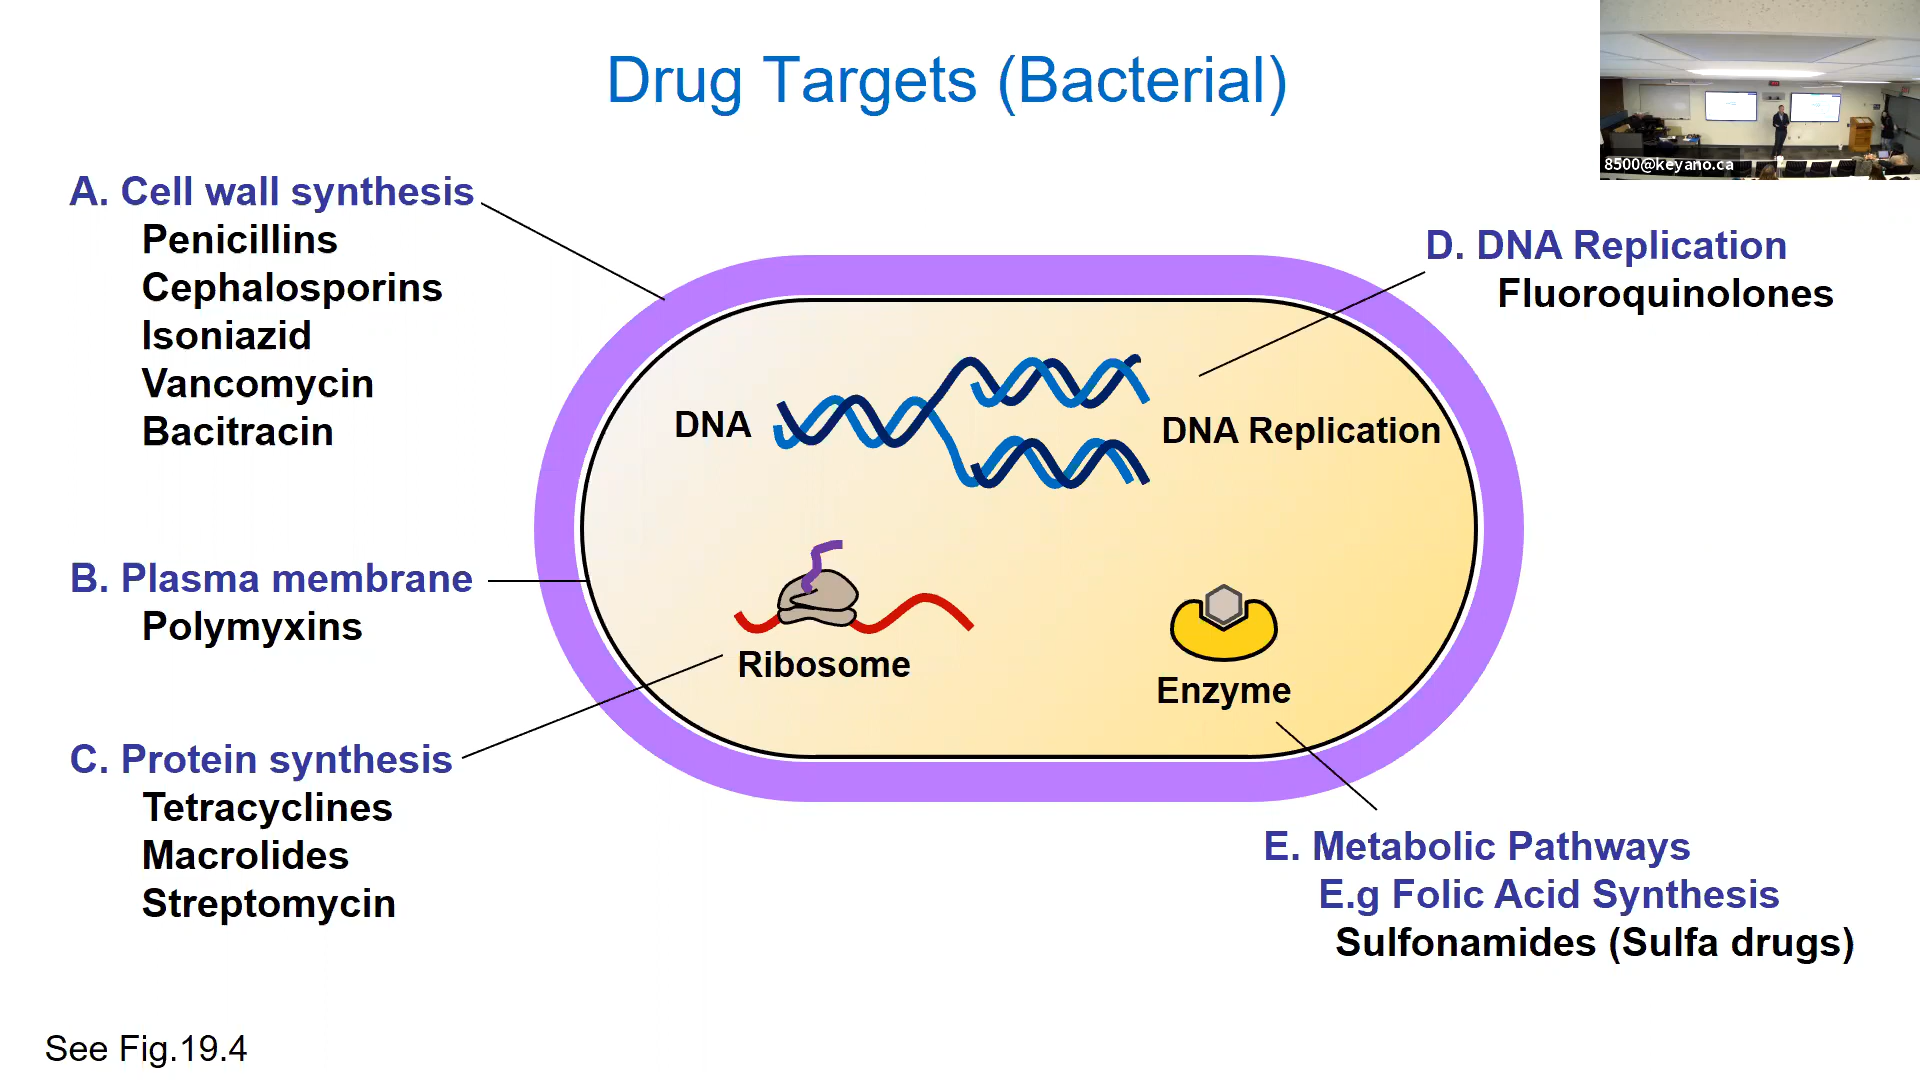 Drug Targets (Bacterial)
8500@keyano.ca
A. Cell wall synthesis
Penicillins
Cephalosporins
Isoniazid
Vancomycin
Bacitracin
D. DNA Replication
Fluoroquinolones
DNA
DNA Replication
B. Plasma membrane
Polymyxins
Ribosome
Enzyme
C. Protein synthesis
Tetracyclines
Macrolides
Streptomycin
E. Metabolic Pathways
E.g Folic Acid Synthesis
Sulfonamides (Sulfa drugs)
See Fig.19.4